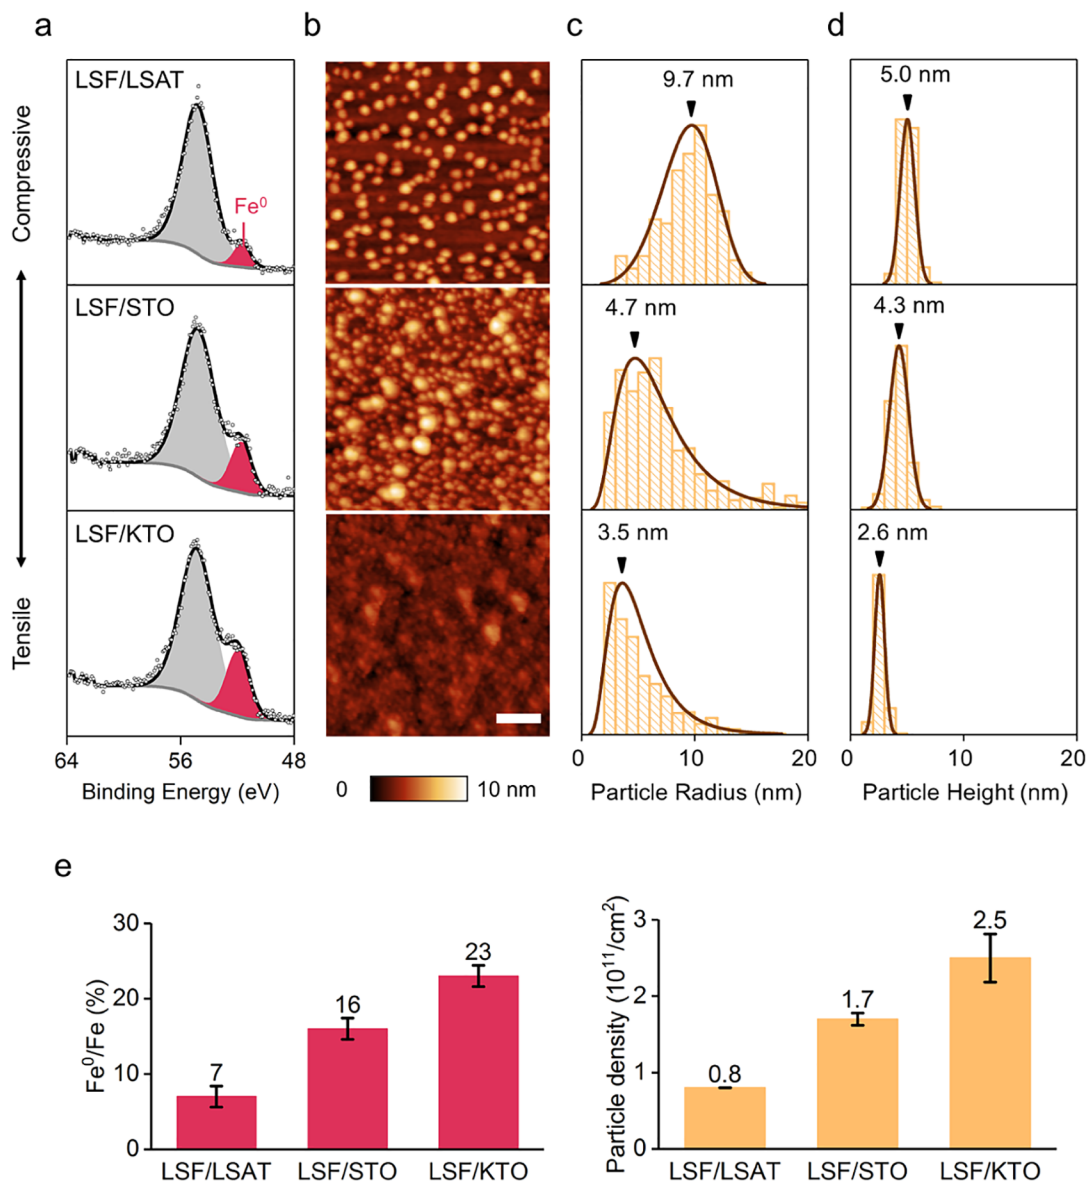 a
b
c
d
Compressive
Tensile
LSF/LSAT
Fe⁰
LSF/STO
LSF/KTO
64
56
48
Binding Energy (eV)
0
10 nm
9.7 nm
4.7 nm
3.5 nm
0
10
20
Particle Radius (nm)
5.0 nm
4.3 nm
2.6 nm
0
10
20
Particle Height (nm)
e
Fe⁰/Fe (%)
30
20
10
0
7
16
23
LSF/LSAT
LSF/STO
LSF/KTO
Particle density (10¹¹/cm²)
3
2
1
0
0.8
1.7
2.5
LSF/LSAT
LSF/STO
LSF/KTO